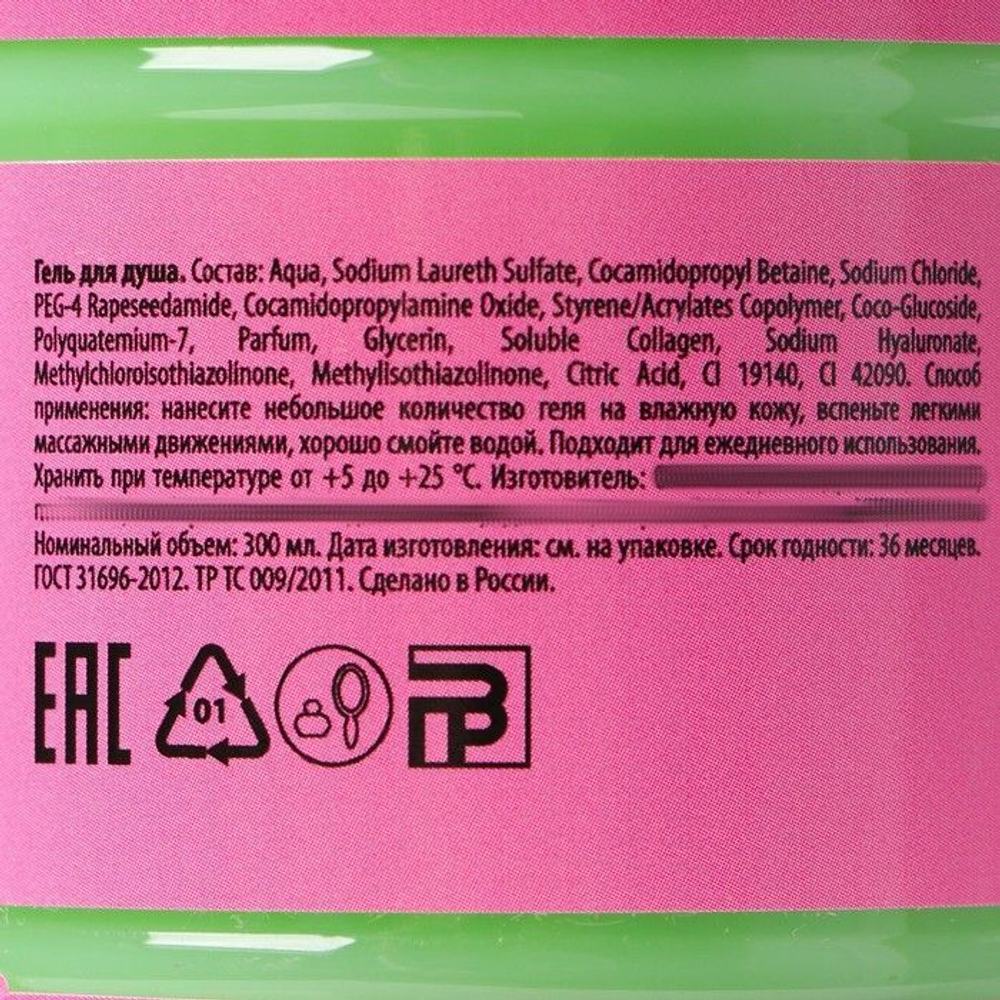 Гель для душа. Состав: Aqua, Sodium Laureth Sulfate, Cocamidopropyl Betaine, Sodium Chloride,
PEG-4 Rapeseedamide, Cocamidopropylamine Oxide, Styrene/Acrylates Copolymer, Coco-Glucoside,
Polyquaternium-7, Parfum, Glycerin, Soluble Collagen, Sodium Hyaluronate,
Methylchloroisothiazolinone, Methylisothiazolinone, Citric Acid, CI 19140, CI 42090. Способ
применения: нанесите небольшое количество геля на влажную кожу, вспеньте легкими
массажными движениями, хорошо смойте водой. Подходит для ежедневного использования.
Хранить при температуре от +5 до +25 °C. Изготовитель:
Номинальный объем: 300 мл. Дата изготовления: см. на упаковке. Срок годности: 36 месяцев.
ГОСТ 31696-2012. ТР ТС 009/2011. Сделано в России.
EAC 01